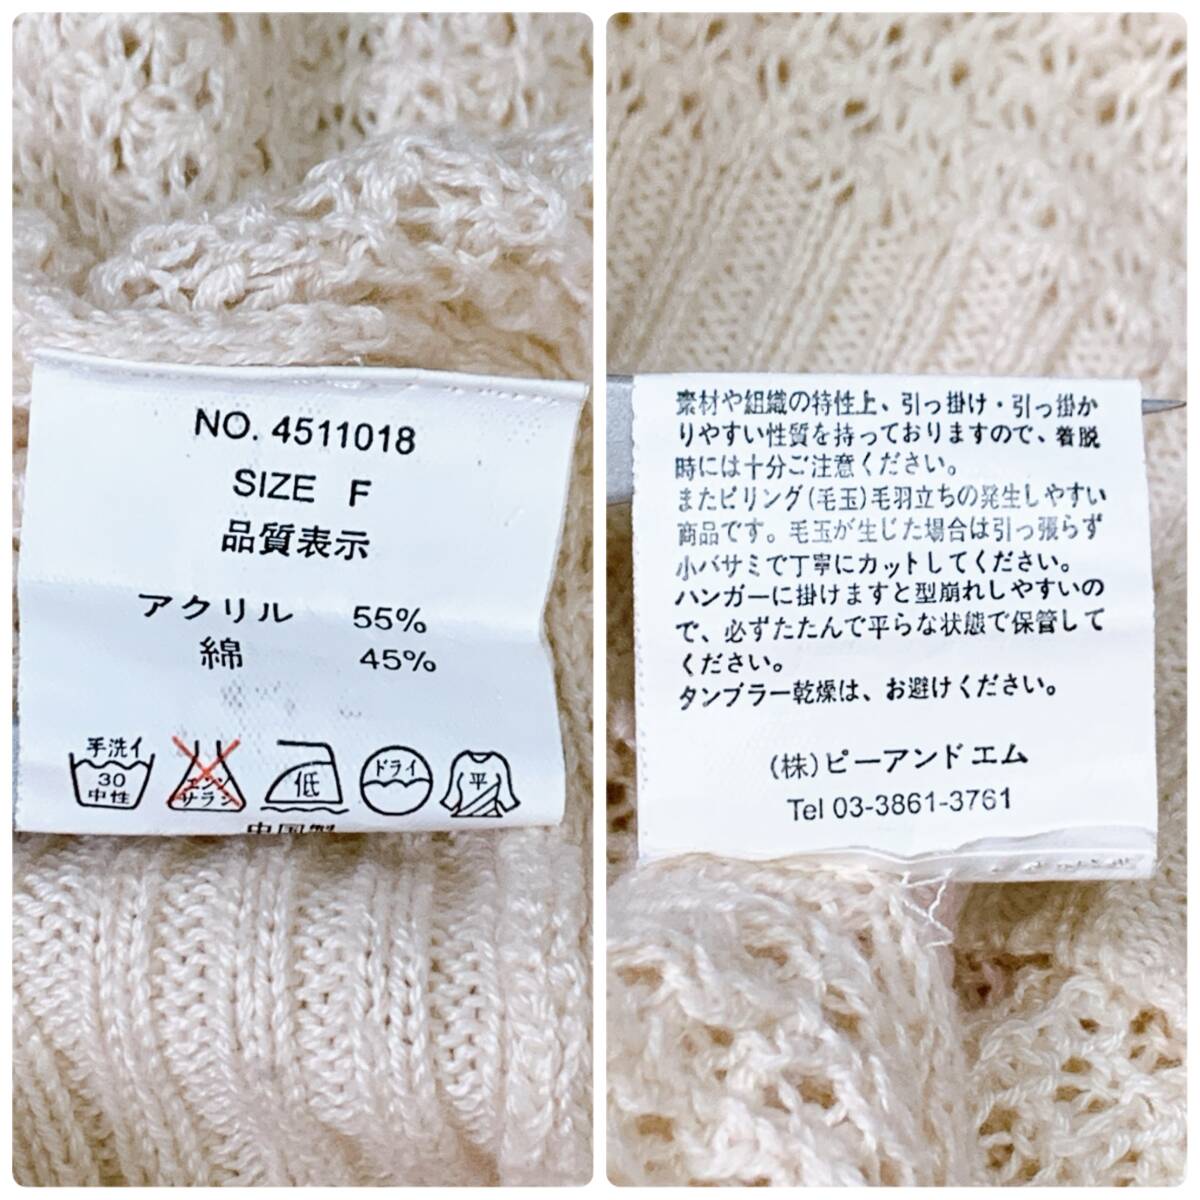 NO. 4511018
SIZE F
品質表示
アクリル 55%
綿 45%
手洗イ
30
中性
エンソ
サラシ
低
ドライ
平
中国製
素材や組織の特性上、引っ掛け・引っ掛か
りやすい性質を持っておりますので、着脱
時には十分ご注意ください。
またピリング(毛玉)毛羽立ちの発生しやすい
商品です。毛玉が生じた場合は引っ張らず
小バサミで丁寧にカットしてください。
ハンガーに掛けますと型崩れしやすいの
で、必ずたたんで平らな状態で保管して
ください。
タンブラー乾燥は、お避けください。
(株)ピーアンドエム
Tel 03-3861-3761